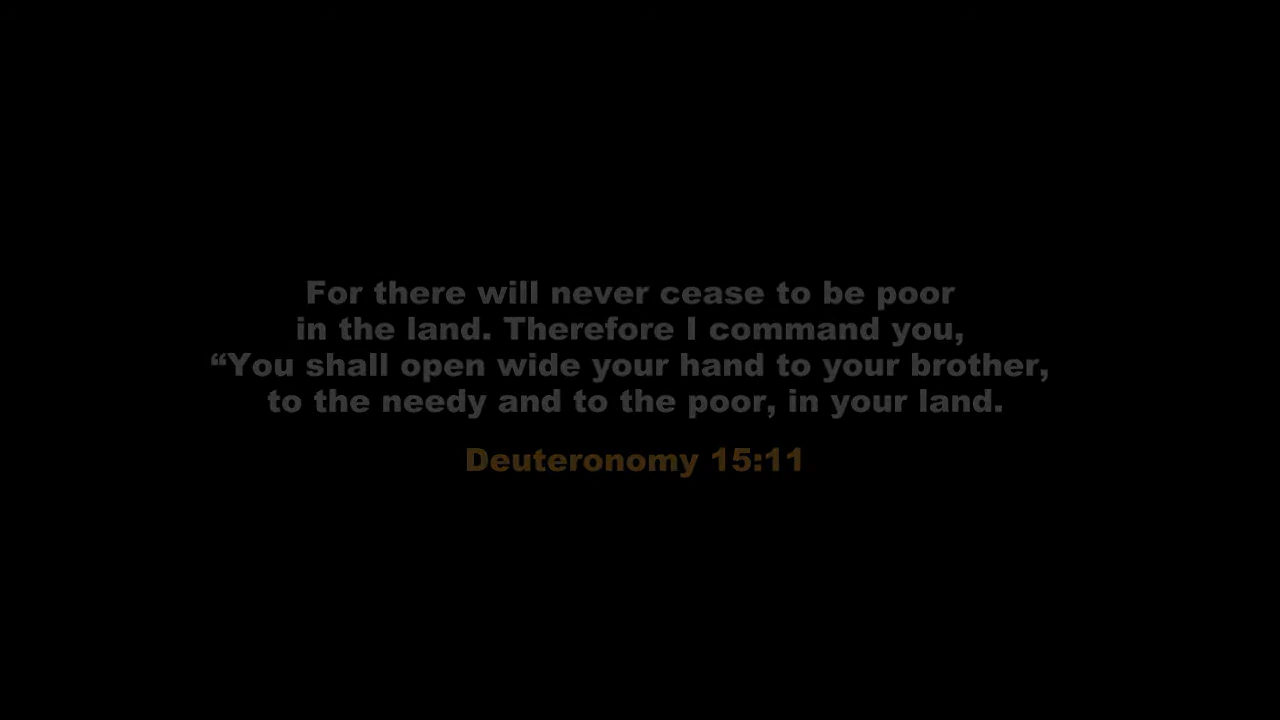 For there will never cease to be poor
in the land. Therefore I command you,
“You shall open wide your hand to your brother,
to the needy and to the poor, in your land.
Deuteronomy 15:11